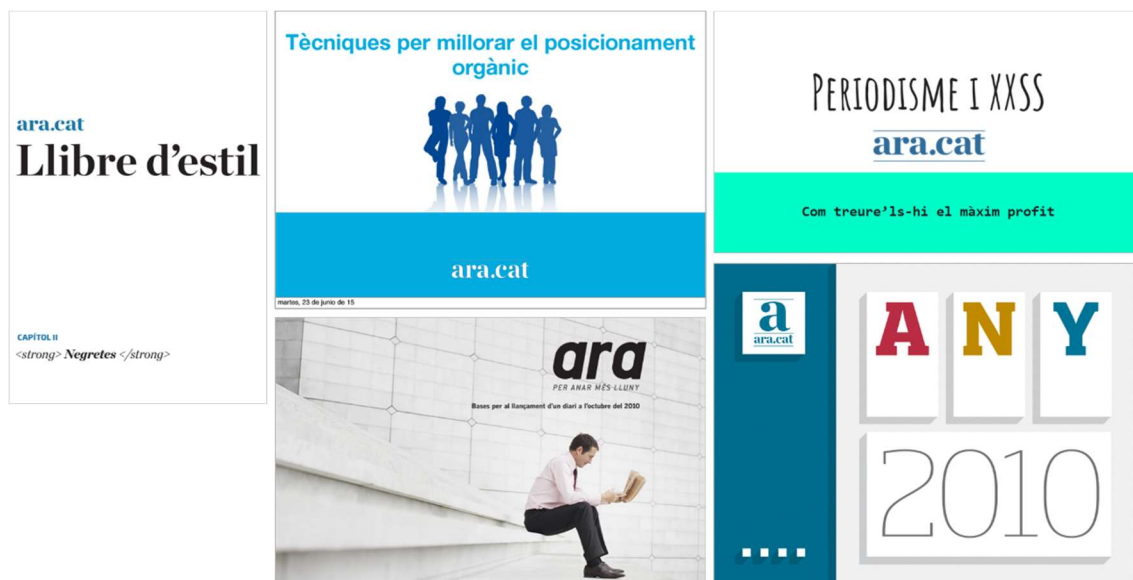 ara.cat
Llibre d'estil
CAPÍTOL II
<strong> Negretes </strong>
Tècniques per millorar el posicionament
orgànic
ara.cat
martes, 23 de junio de 15
ara
PER ANAR MÉS LLUNY
Bases per al llançament d'un diari a l'octubre del 2010
PERIODISME I XXSS
ara.cat
Com treure'ls-hi el màxim profit
a
ara.cat
ANY
2010